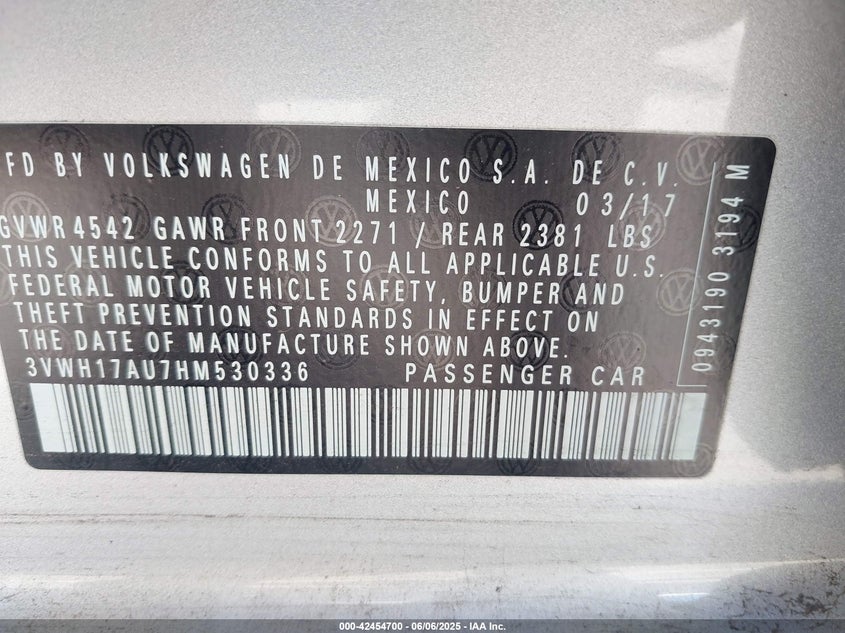 FD BY VOLKSWAGEN DE MEXICO S.A. DE C.V.
MEXICO 03/17
GVWR 4542 GAWR FRONT 2271 / REAR 2381 LBS
THIS VEHICLE CONFORMS TO ALL APPLICABLE U.S.
FEDERAL MOTOR VEHICLE SAFETY, BUMPER AND
THEFT PREVENTION STANDARDS IN EFFECT ON
THE DATE OF MANUFACTURE SHOWN ABOVE.
3VWH17AU7HM530336 PASSENGER CAR
0943190 3194 M
000-42454700 - 06/06/2025 - IAA Inc.